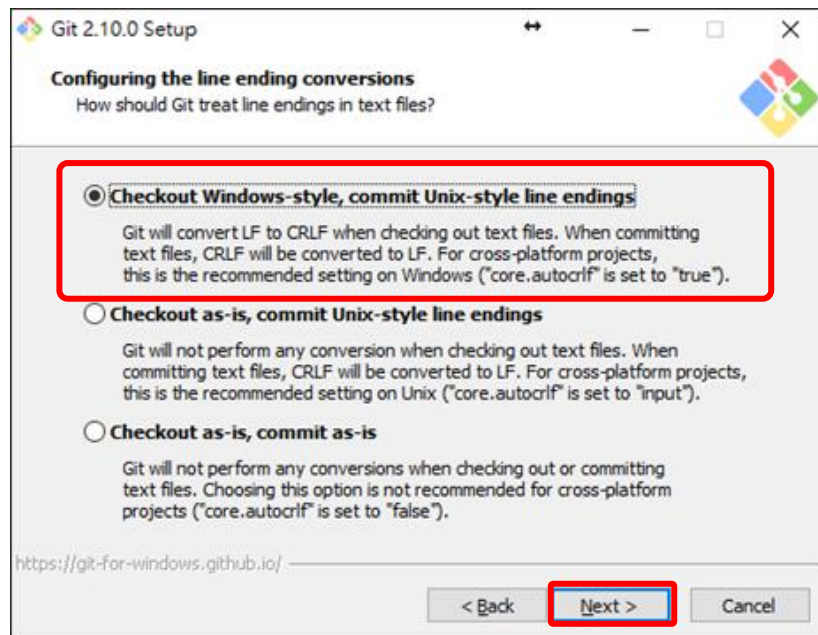 Git 2.10.0 Setup
Configuring the line ending conversions
How should Git treat line endings in text files?
Checkout Windows-style, commit Unix-style line endings
Git will convert LF to CRLF when checking out text files. When committing
text files, CRLF will be converted to LF. For cross-platform projects,
this is the recommended setting on Windows ("core.autocrlf" is set to "true").
Checkout as-is, commit Unix-style line endings
Git will not perform any conversion when checking out text files. When
committing text files, CRLF will be converted to LF. For cross-platform projects,
this is the recommended setting on Unix ("core.autocrlf" is set to "input").
Checkout as-is, commit as-is
Git will not perform any conversions when checking out or committing
text files. Choosing this option is not recommended for cross-platform
projects ("core.autocrlf" is set to "false").
https://git-for-windows.github.io/
< Back Next > Cancel